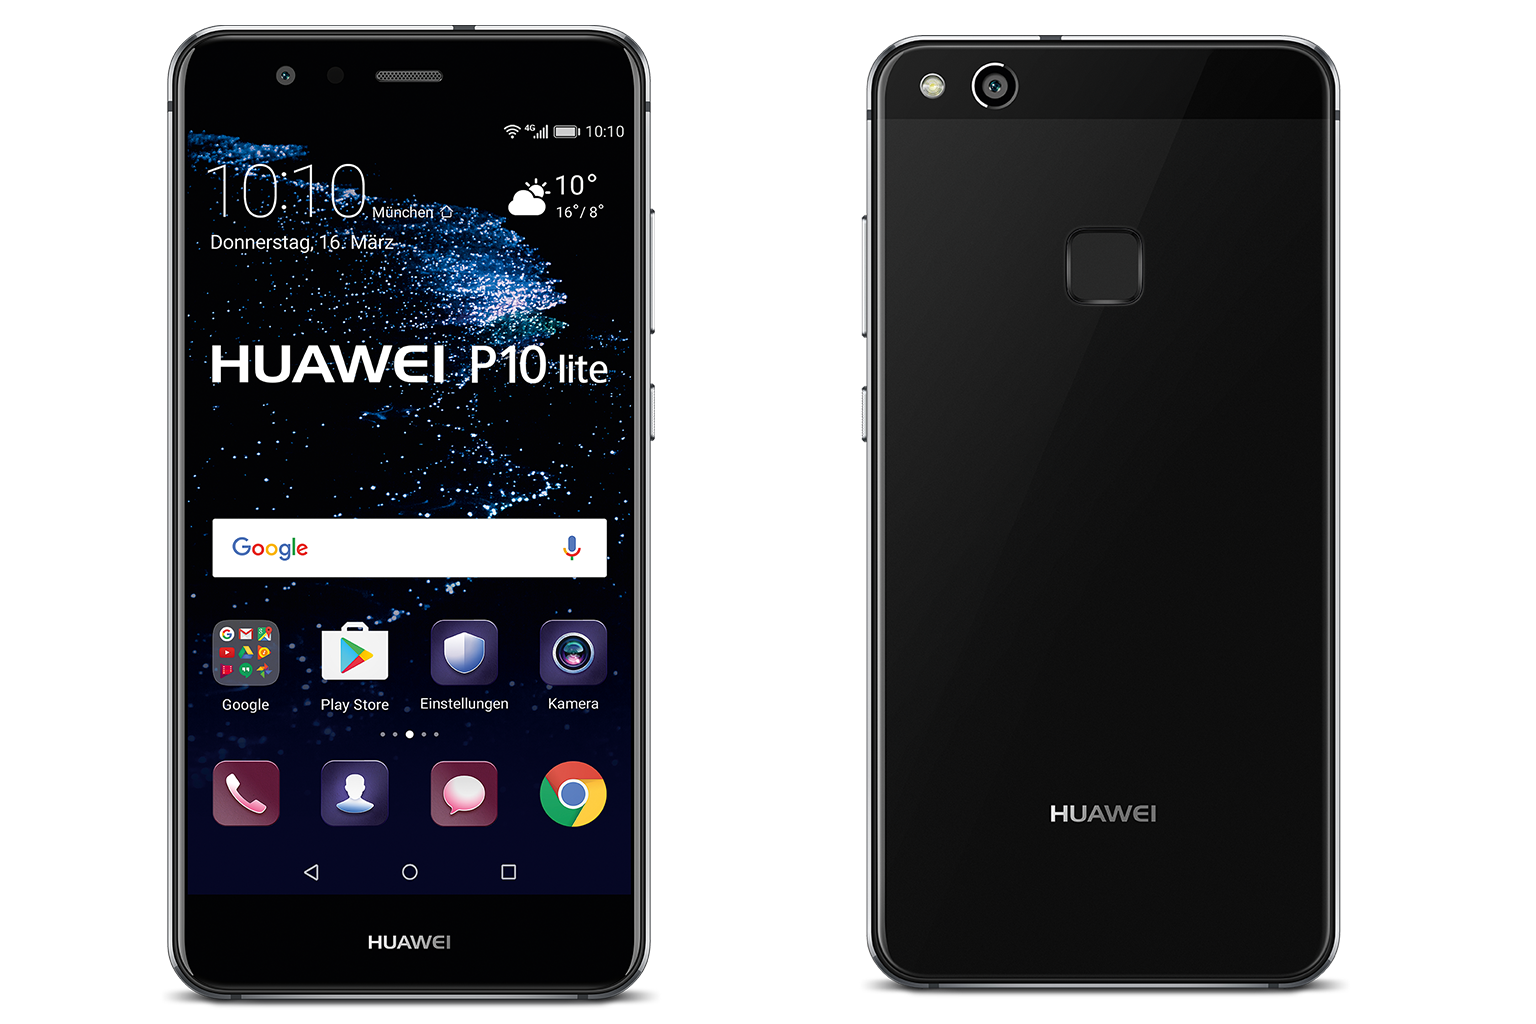 4G 10:10
10:10 München
10°
16°/ 8°
Donnerstag, 16. März
HUAWEI P10 lite
Google
Google Play Store Einstellungen Kamera
HUAWEI
HUAWEI